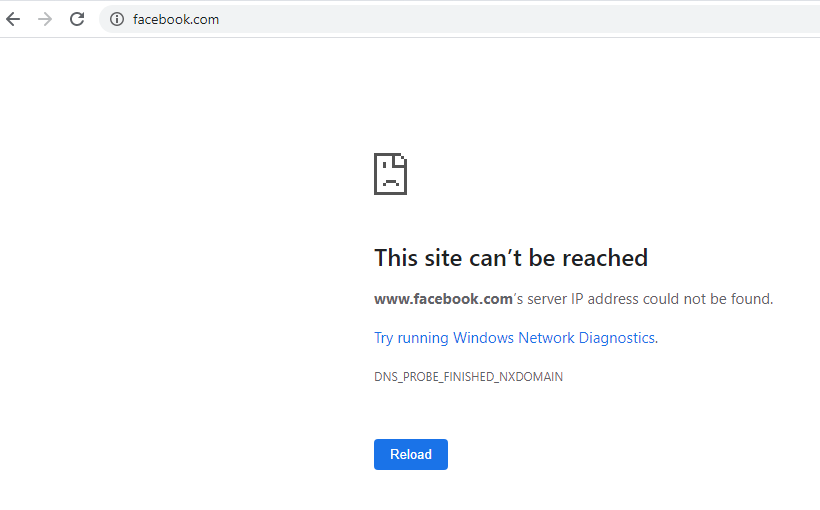 facebook.com
This site can’t be reached
www.facebook.com’s server IP address could not be found.
Try running Windows Network Diagnostics.
DNS_PROBE_FINISHED_NXDOMAIN
Reload